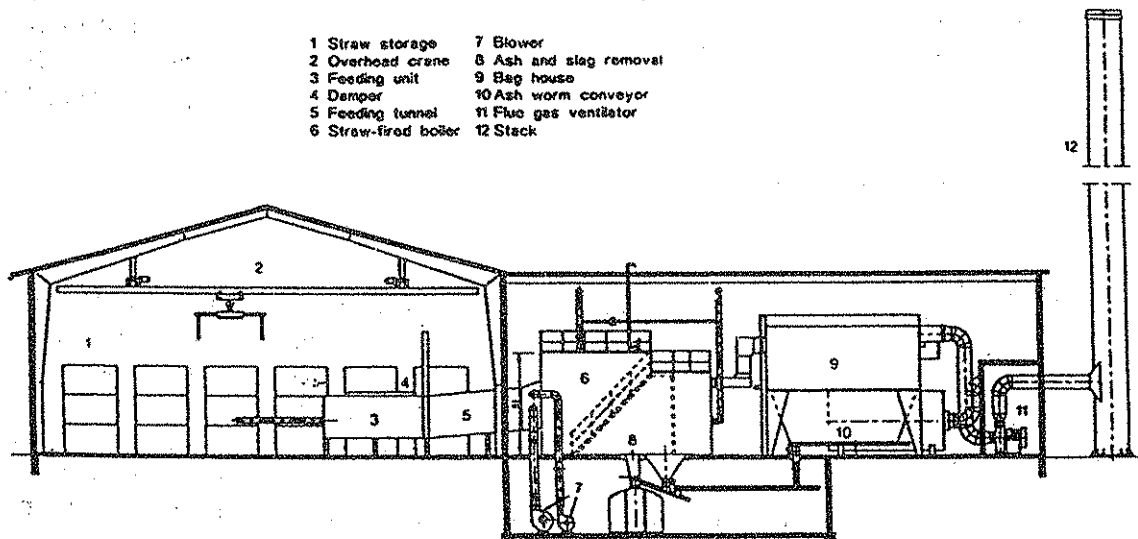 1 Straw storage
2 Overhead crane
3 Feeding unit
4 Damper
5 Feeding tunnel
6 Straw-fired boiler
7 Blower
8 Ash and slag removal
9 Bag house
10 Ash worm conveyor
11 Flue gas ventilator
12 Stack
12
2
1
4
3
5
6
9
8
10
11
7